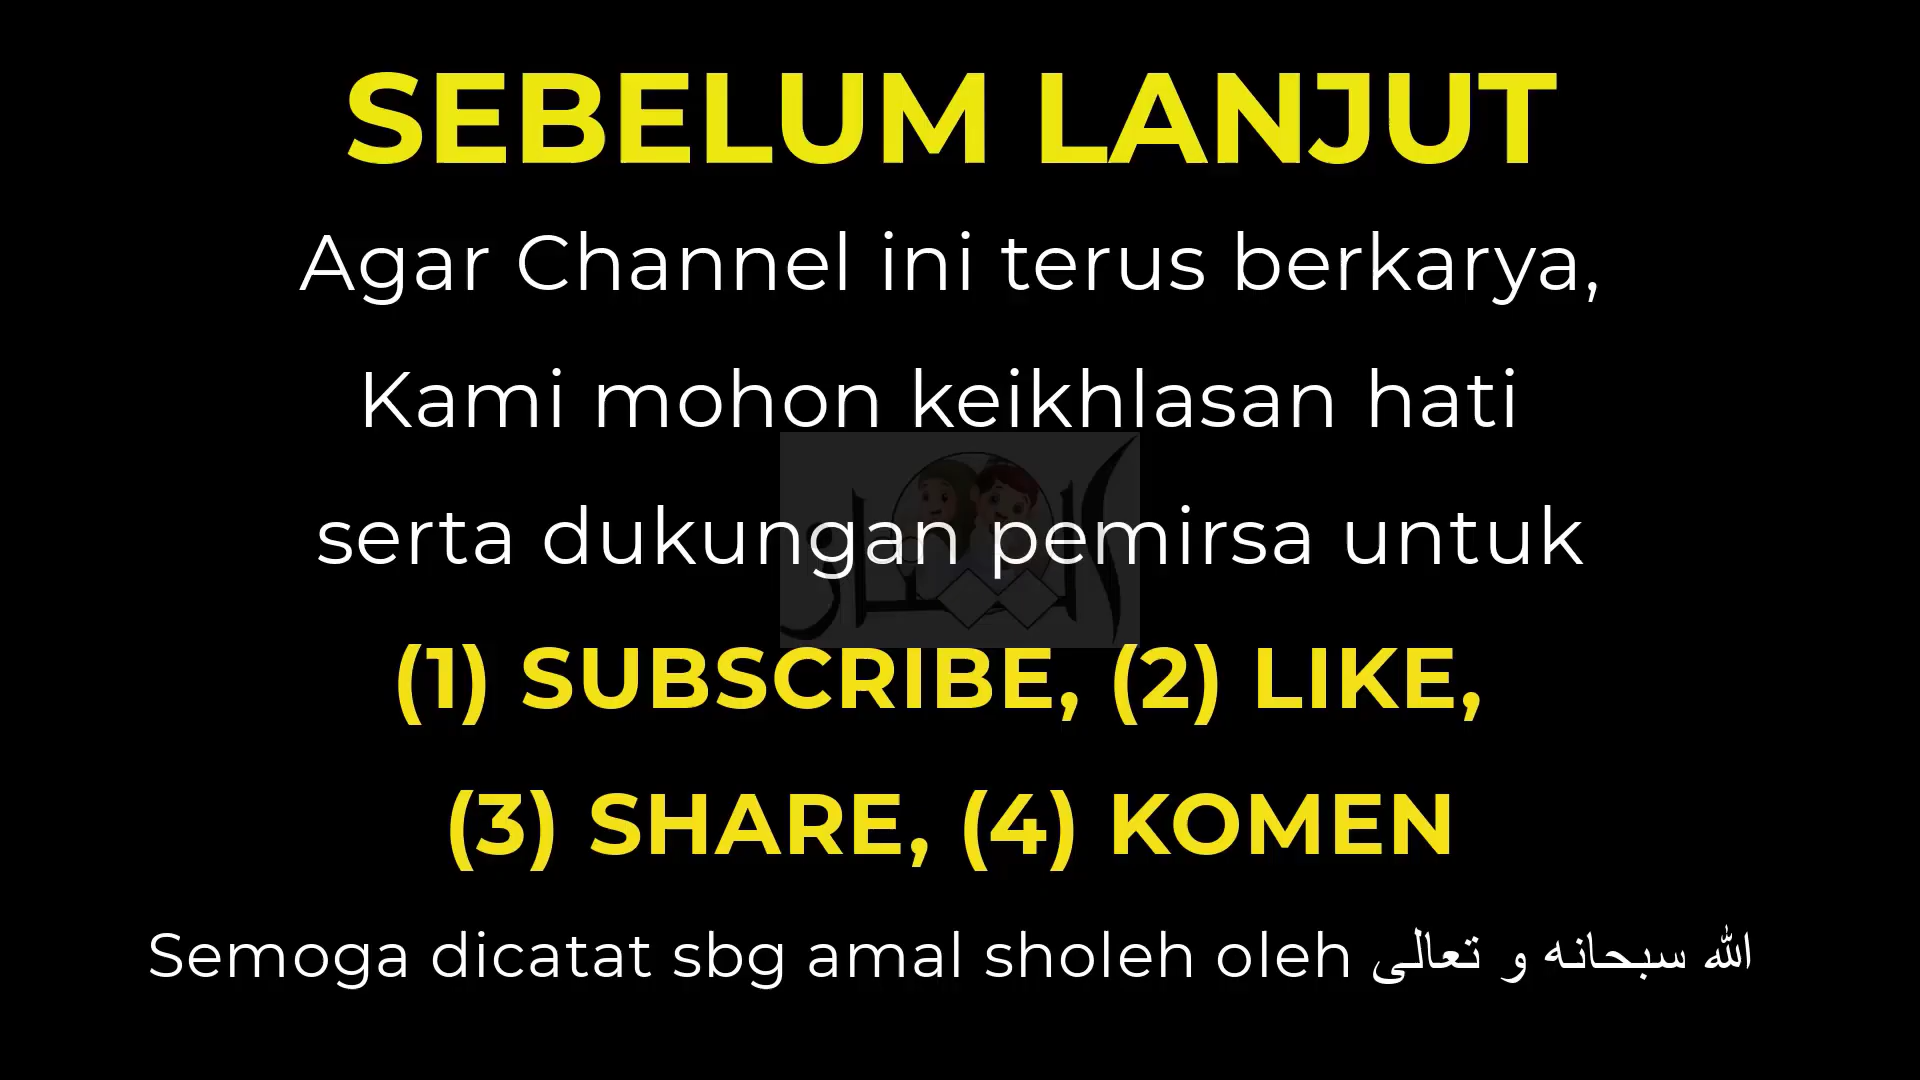 SEBELUM LANJUT
Agar Channel ini terus berkarya,
Kami mohon keikhlasan hati
serta dukungan pemirsa untuk
(1) SUBSCRIBE, (2) LIKE,
(3) SHARE, (4) KOMEN
Semoga dicatat sbg amal sholeh oleh الله سبحانه و تعالى